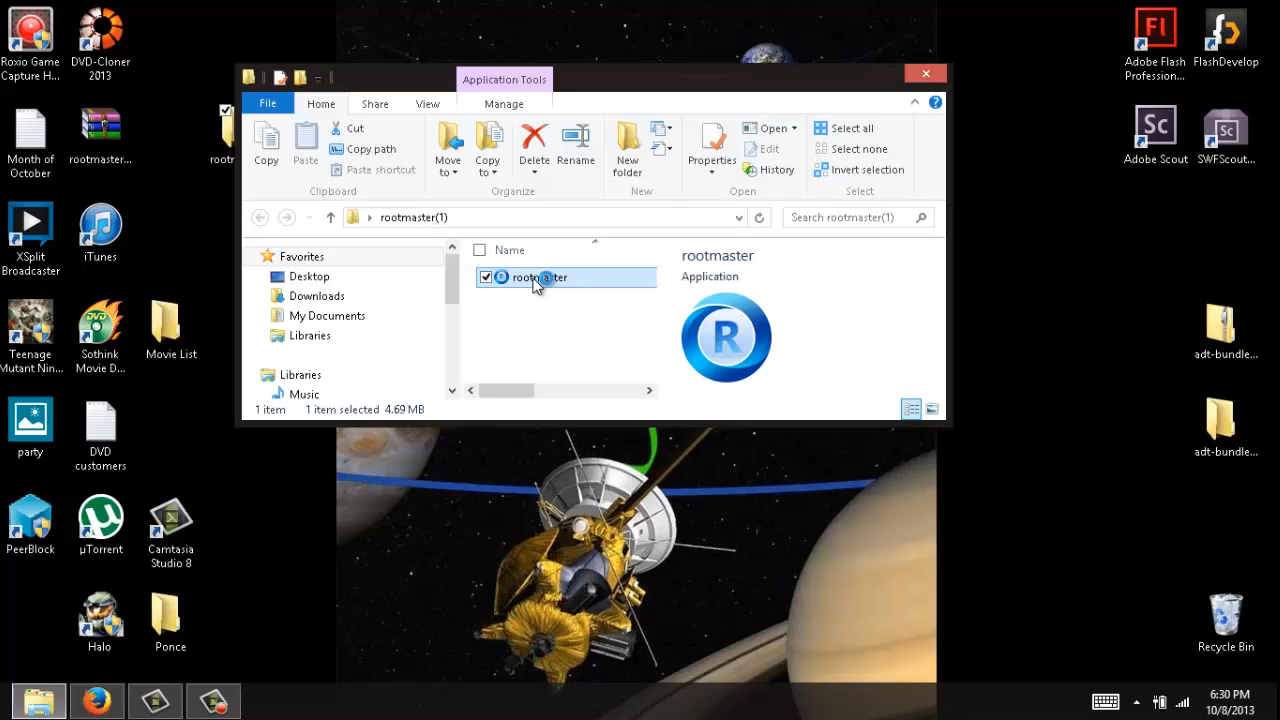 Roxio Game
Capture H...
DVD-Cloner
2013
Month of
October
rootmaster...
XSplit
Broadcaster
iTunes
Teenage
Mutant Nin...
Sothink
Movie D...
Movie List
party
DVD
customers
PeerBlock
µTorrent
Camtasia
Studio 8
Halo
Ponce
Application Tools
File
Home
Share
View
Manage
Copy
Paste
Cut
Copy path
Paste shortcut
Clipboard
Move
to
Copy
to
Delete
Rename
Organize
New
folder
New
Properties
Open
Edit
History
Open
Select all
Select none
Invert selection
Select
rootmaster(1)
Search rootmaster(1)
Favorites
Desktop
Downloads
My Documents
Libraries
Libraries
Music
Name
rootmaster
rootmaster
Application
R
1 item 1 item selected 4.69 MB
Fl
Adobe Flash
Profession...
FlashDevelop
Sc
Adobe Scout
Sc
SWFScout...
adt-bundle...
adt-bundle...
Recycle Bin
6:30 PM
10/8/2013